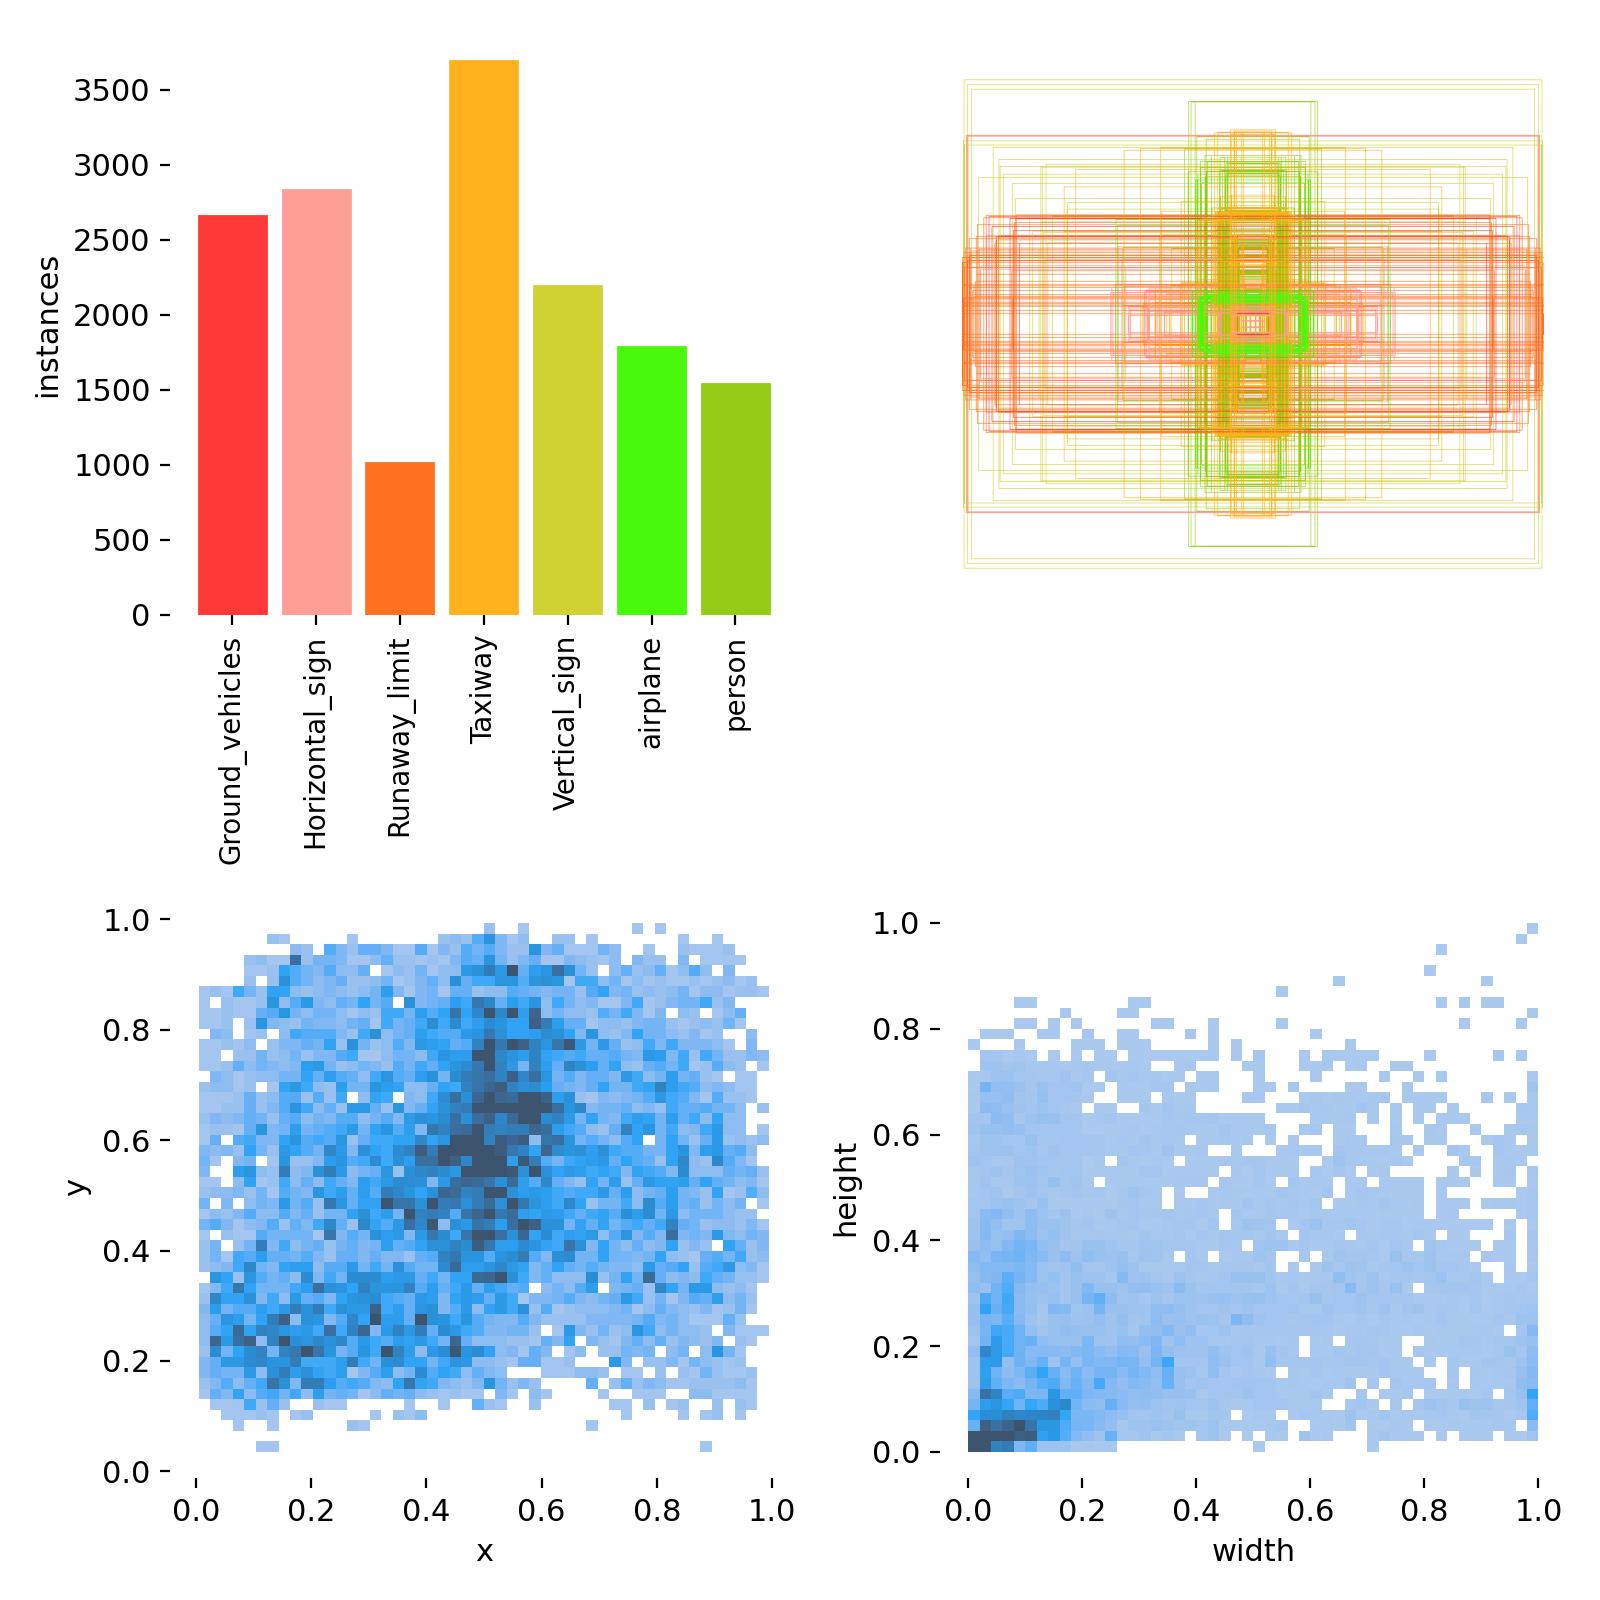 3500
3000
2500
2000
1500
1000
500
0
instances
Ground_vehicles
Horizontal_sign
Runaway_limit
Taxiway
Vertical_sign
airplane
person
1.0
0.8
0.6
0.4
0.2
0.0
y
0.0 0.2 0.4 0.6 0.8 1.0
x
1.0
0.8
0.6
0.4
0.2
0.0
height
0.0 0.2 0.4 0.6 0.8 1.0
width